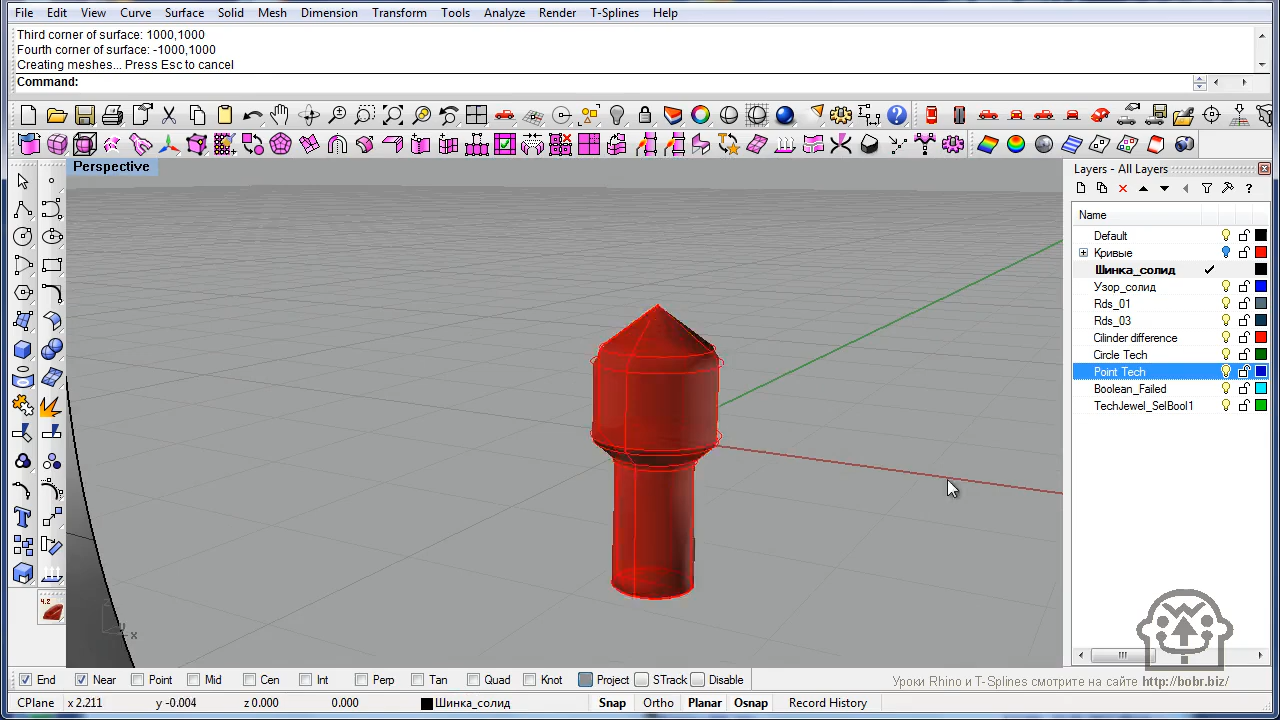 File Edit View Curve Surface Solid Mesh Dimension Transform Tools Analyze Render T-Splines Help
Third corner of surface: 1000,1000
Fourth corner of surface: -1000,1000
Creating meshes... Press Esc to cancel
Command:
Perspective
Layers - All Layers
Name
Default
Кривые
Шинка_солид
Узор_солид
Rds_01
Rds_03
Cilinder difference
Circle Tech
Point Tech
Boolean_Failed
TechJewel_SelBool1
4.2
y
x
End Near Point Mid Cen Int Perp Tan Quad Knot Project STrack Disable
Уроки Rhino и T-Splines смотрите на сайте http://bobr.biz/
CPlane x 2.211 y -0.004 z 0.000 0.000 Шинка_солид Snap Ortho Planar Osnap Record History